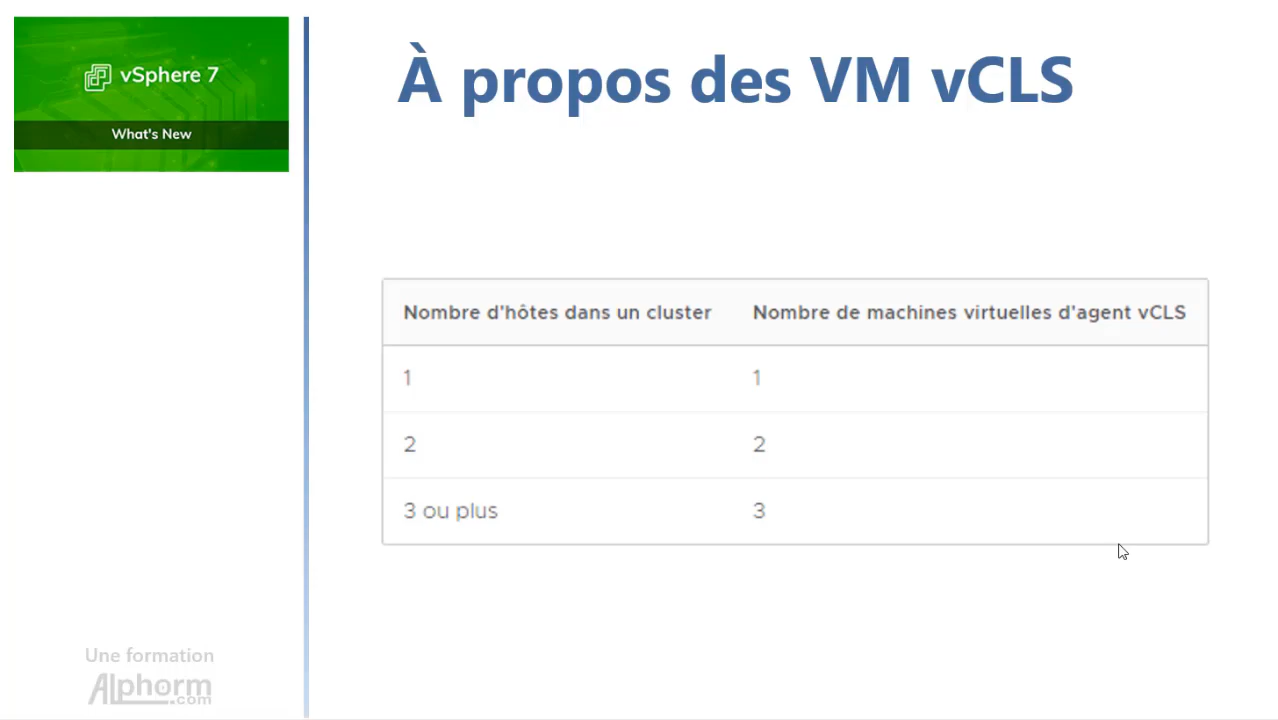 vSphere 7
What's New
À propos des VM vCLS
Nombre d'hôtes dans un cluster Nombre de machines virtuelles d'agent vCLS
1 1
2 2
3 ou plus 3
Une formation
Alphorm
.com